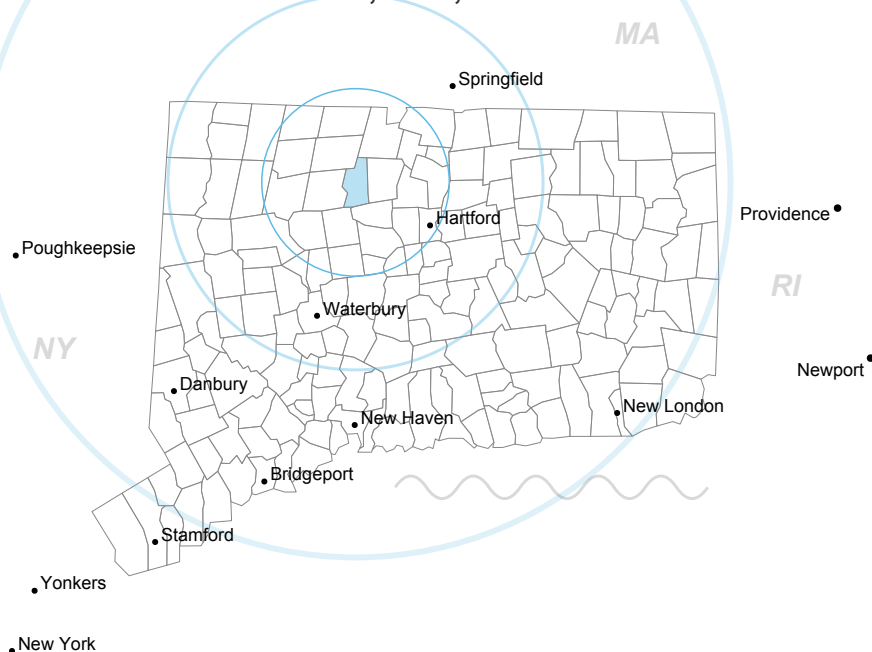 MA
Springfield
Hartford
Providence
Poughkeepsie
RI
Waterbury
NY
Newport
Danbury
New London
New Haven
Bridgeport
Stamford
Yonkers
New York